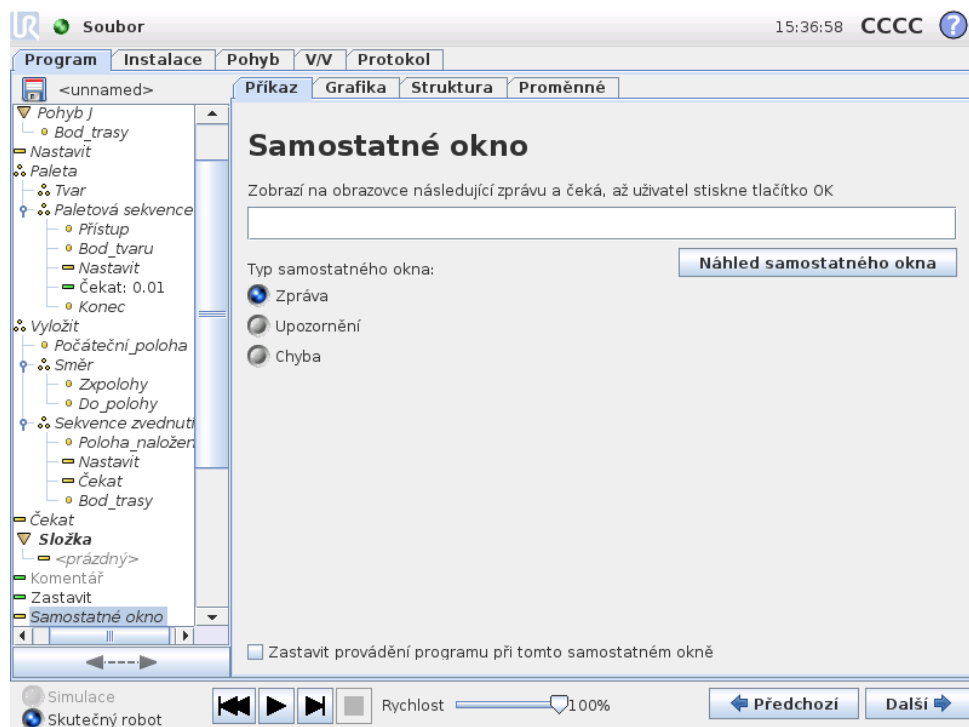 UR Soubor 15:36:58 CCCC ?
Program Instalace Pohyb V/V Protokol
<unnamed>
Příkaz Grafika Struktura Proměnné
Pohyb J
Bod_trasy
Nastavit
Paleta
Tvar
Paletová sekvence
Přístup
Bod_tvaru
Nastavit
Čekat: 0.01
Konec
Vyložit
Počáteční_poloha
Směr
Zxpolohy
Do_polohy
Sekvence zvednutí
Poloha_naložen
Nastavit
Čekat
Bod_trasy
Čekat
Složka
<prázdný>
Komentář
Zastavit
Samostatné okno
Samostatné okno
Zobrazí na obrazovce následující zprávu a čeká, až uživatel stiskne tlačítko OK
Typ samostatného okna:
Náhled samostatného okna
Zpráva
Upozornění
Chyba
Zastavit provádění programu při tomto samostatném okně
Simulace
Skutečný robot
Rychlost 100%
Předchozí
Další